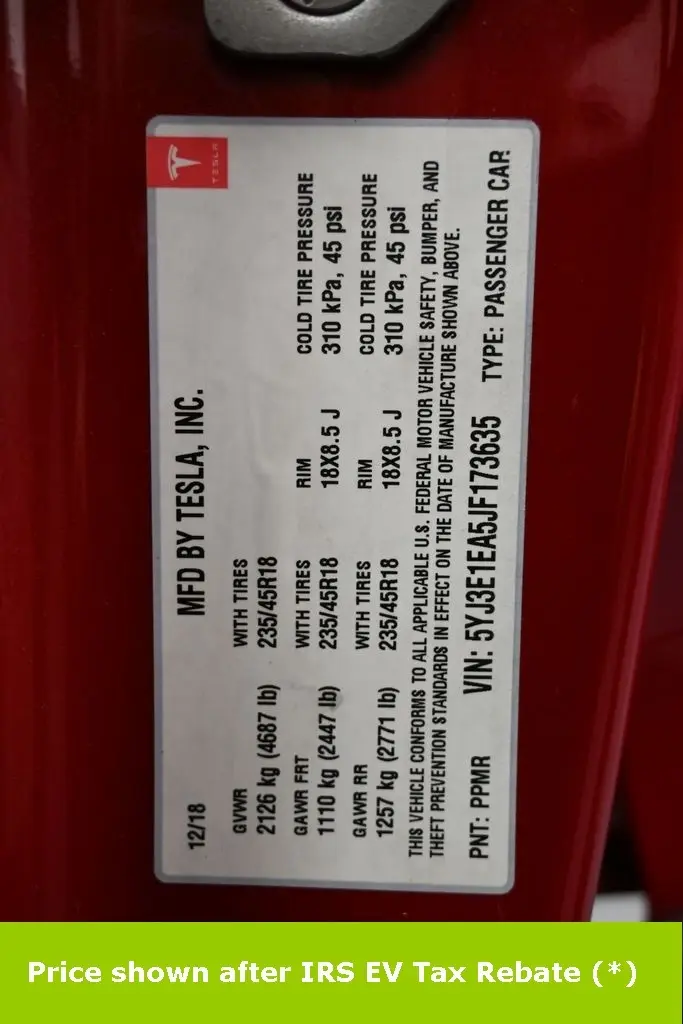 TESLA
12/18 MFD BY TESLA, INC.
GVWR WITH TIRES
2126 kg (4687 lb) 235/45R18
GAWR FRT WITH TIRES RIM COLD TIRE PRESSURE
1110 kg (2447 lb) 235/45R18 18X8.5 J 310 kPa, 45 psi
GAWR RR WITH TIRES RIM COLD TIRE PRESSURE
1257 kg (2771 lb) 235/45R18 18X8.5 J 310 kPa, 45 psi
THIS VEHICLE CONFORMS TO ALL APPLICABLE U.S. FEDERAL MOTOR VEHICLE SAFETY, BUMPER, AND
THEFT PREVENTION STANDARDS IN EFFECT ON THE DATE OF MANUFACTURE SHOWN ABOVE.
PNT: PPMR VIN: 5YJ3E1EA5JF173635 TYPE: PASSENGER CAR
Price shown after IRS EV Tax Rebate (*)